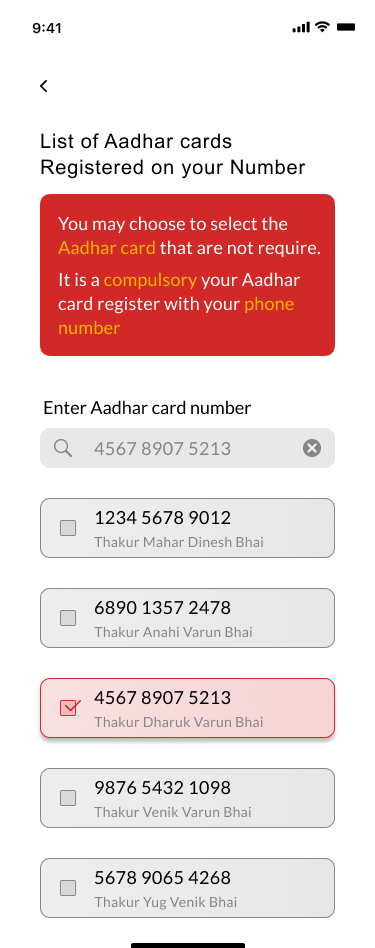 9:41
List of Aadhar cards
Registered on your Number
You may choose to select the
Aadhar card that are not require.
It is a compulsory your Aadhar
card register with your phone
number
Enter Aadhar card number
4567 8907 5213
1234 5678 9012
Thakur Mahar Dinesh Bhai
6890 1357 2478
Thakur Anahi Varun Bhai
4567 8907 5213
Thakur Dharuk Varun Bhai
9876 5432 1098
Thakur Venik Varun Bhai
5678 9065 4268
Thakur Yug Venik Bhai